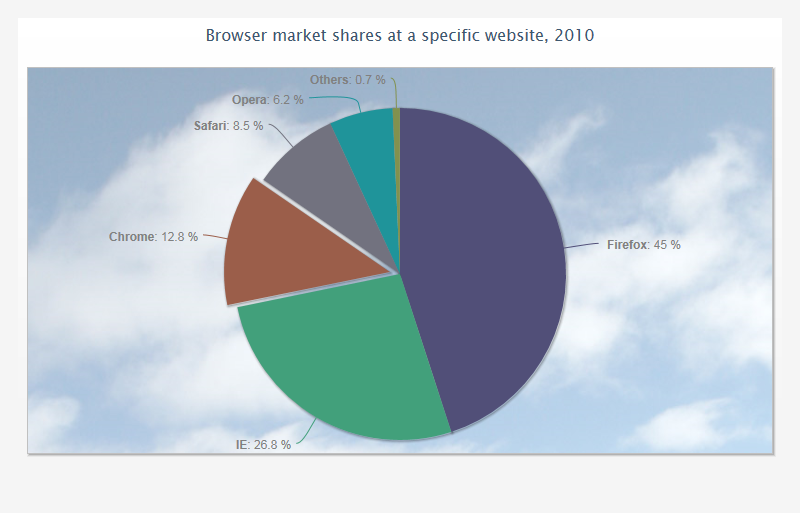 Browser market shares at a specific website, 2010
Others: 0.7 %
Opera: 6.2 %
Safari: 8.5 %
Chrome: 12.8 %
Firefox: 45 %
IE: 26.8 %